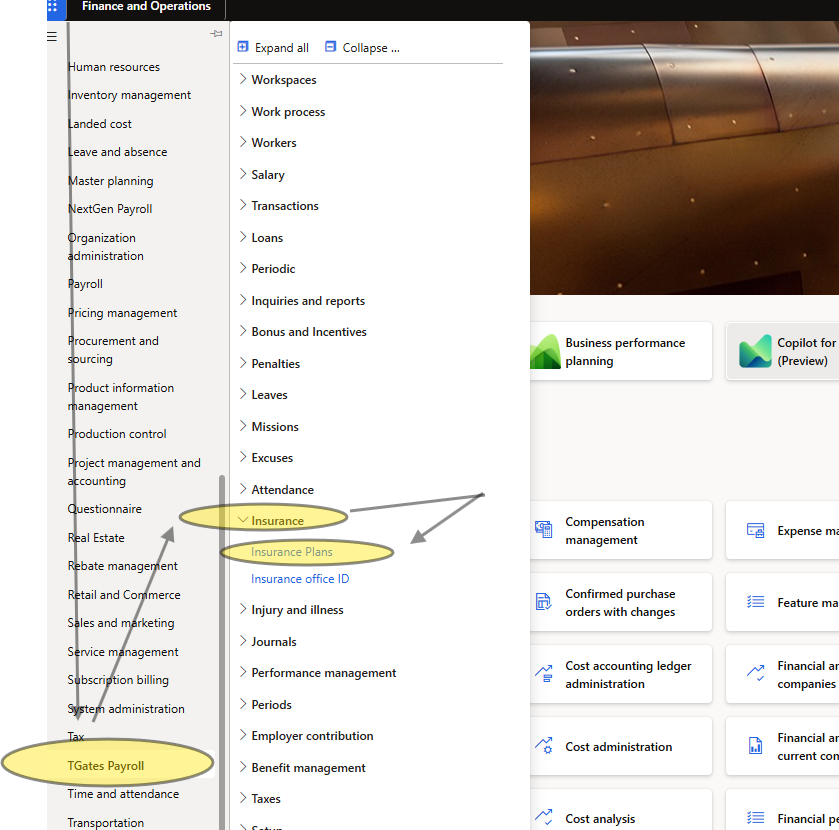 Finance and Operations
Human resources
Inventory management
Landed cost
Leave and absence
Master planning
NextGen Payroll
Organization
administration
Payroll
Pricing management
Procurement and
sourcing
Product information
management
Production control
Project management and
accounting
Questionnaire
Real Estate
Rebate management
Retail and Commerce
Sales and marketing
Service management
Subscription billing
System administration
Tax
TGates Payroll
Time and attendance
Transportation
Expand all
Collapse ...
Workspaces
Work process
Workers
Salary
Transactions
Loans
Periodic
Inquiries and reports
Bonus and Incentives
Penalties
Leaves
Missions
Excuses
Attendance
Insurance
Insurance Plans
Insurance office ID
Injury and illness
Journals
Performance management
Periods
Employer contribution
Benefit management
Taxes
Setup
Business performance
planning
Copilot for
(Preview)
Compensation
management
Expense ma
Confirmed purchase
orders with changes
Feature ma
Cost accounting ledger
administration
Financial an
companies
Cost administration
Financial an
current com
Cost analysis
Financial pe